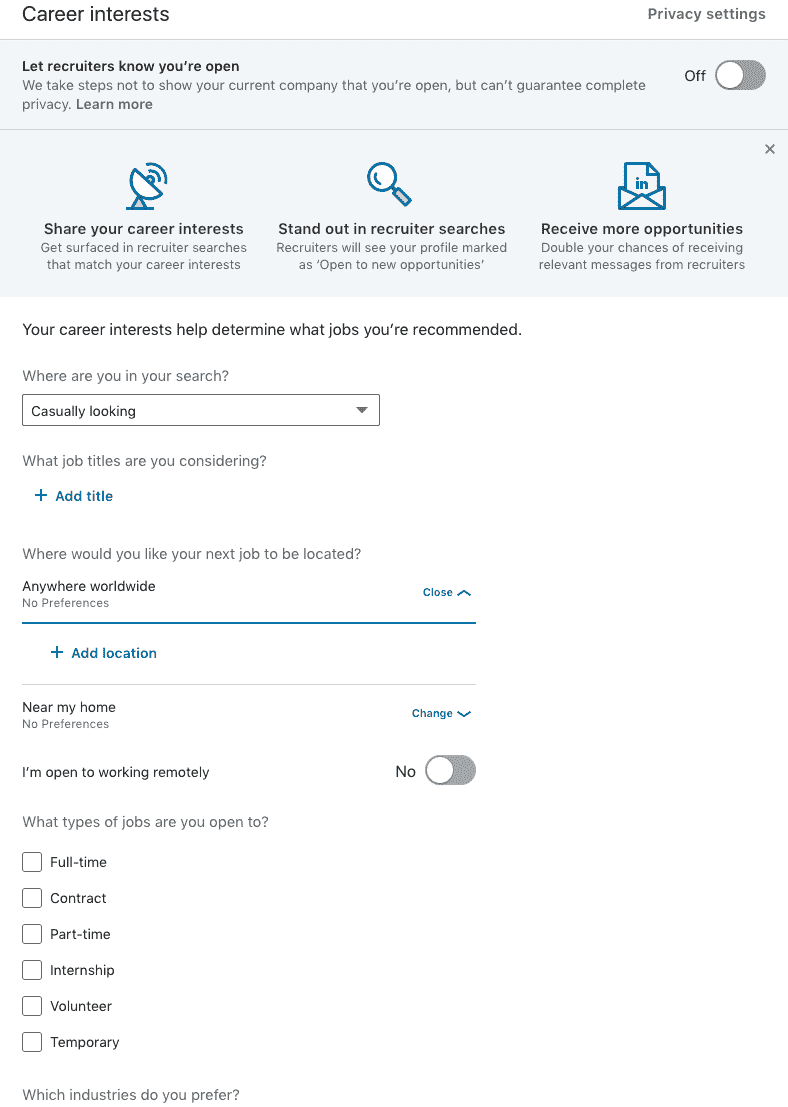 Career interests
Privacy settings
Let recruiters know you’re open
We take steps not to show your current company that you’re open, but can’t guarantee complete
privacy. Learn more
Off
Share your career interests
Get surfaced in recruiter searches
that match your career interests
Stand out in recruiter searches
Recruiters will see your profile marked
as ‘Open to new opportunities’
in
Receive more opportunities
Double your chances of receiving
relevant messages from recruiters
Your career interests help determine what jobs you’re recommended.
Where are you in your search?
Casually looking
What job titles are you considering?
+ Add title
Where would you like your next job to be located?
Anywhere worldwide
No Preferences
Close
+ Add location
Near my home
No Preferences
Change
I’m open to working remotely
No
What types of jobs are you open to?
Full-time
Contract
Part-time
Internship
Volunteer
Temporary
Which industries do you prefer?